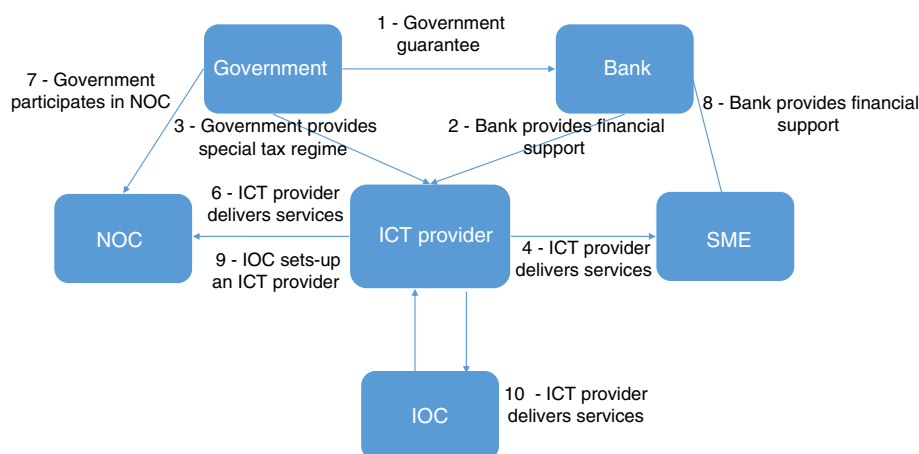 1 - Government
guarantee
Government
Bank
7 - Government
participates in NOC
8 - Bank provides financial
support
3 - Government provides
special tax regime
2 - Bank provides financial
support
6 - ICT provider
delivers services
NOC
ICT provider
SME
9 - IOC sets-up
an ICT provider
4 - ICT provider
delivers services
IOC
10 - ICT provider
delivers services